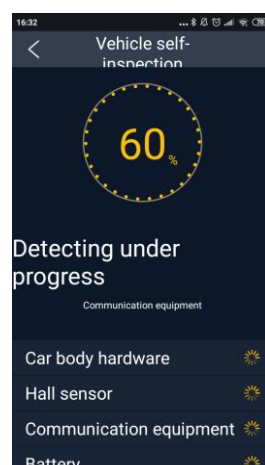 16:32
Vehicle self-
inspection
60%
Detecting under
progress
Communication equipment
Car body hardware
Hall sensor
Communication equipment
Battery